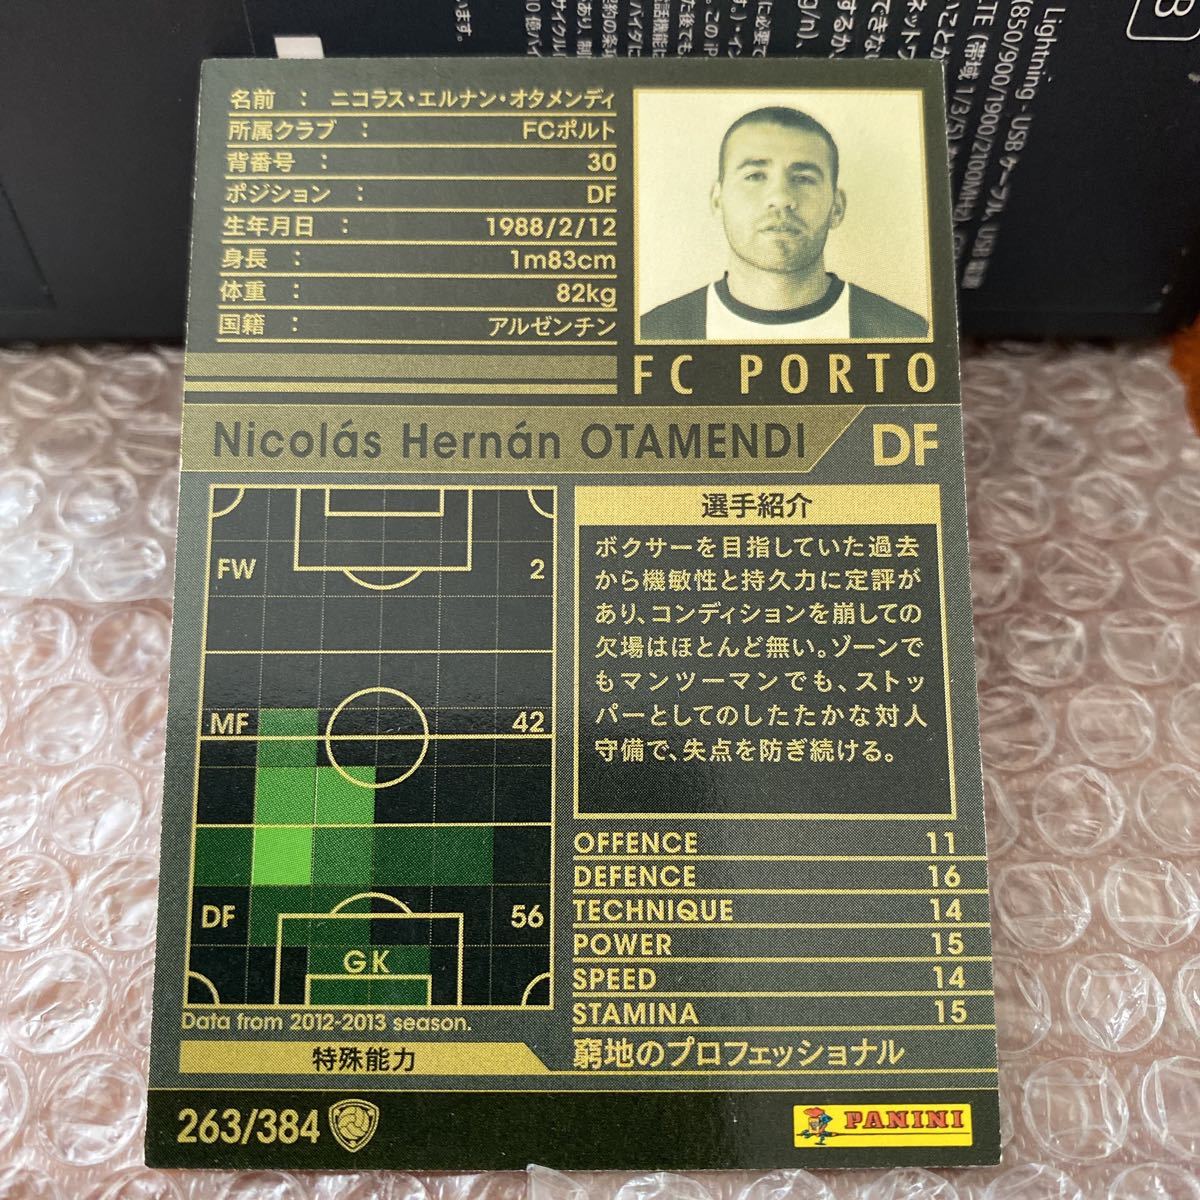 名前 ： ニコラス・エルナン・オタメンディ
所属クラブ ： FCポルト
背番号 ： 30
ポジション ： DF
生年月日 ： 1988/2/12
身長 ： 1m83cm
体重 ： 82kg
国籍 ： アルゼンチン
FC PORTO
Nicolás Hernán OTAMENDI DF
FW 2
MF 42
DF 56
GK
Data from 2012-2013 season.
選手紹介
ボクサーを目指していた過去
から機敏性と持久力に定評が
あり、コンディションを崩しての
欠場はほとんど無い。ゾーンで
もマンツーマンでも、ストッ
パーとしてのしたたかな対人
守備で、失点を防ぎ続ける。
OFFENCE 11
DEFENCE 16
TECHNIQUE 14
POWER 15
SPEED 14
STAMINA 15
特殊能力 窮地のプロフェッショナル
263/384
PANINI
Lightning - USB ケーブル、USB